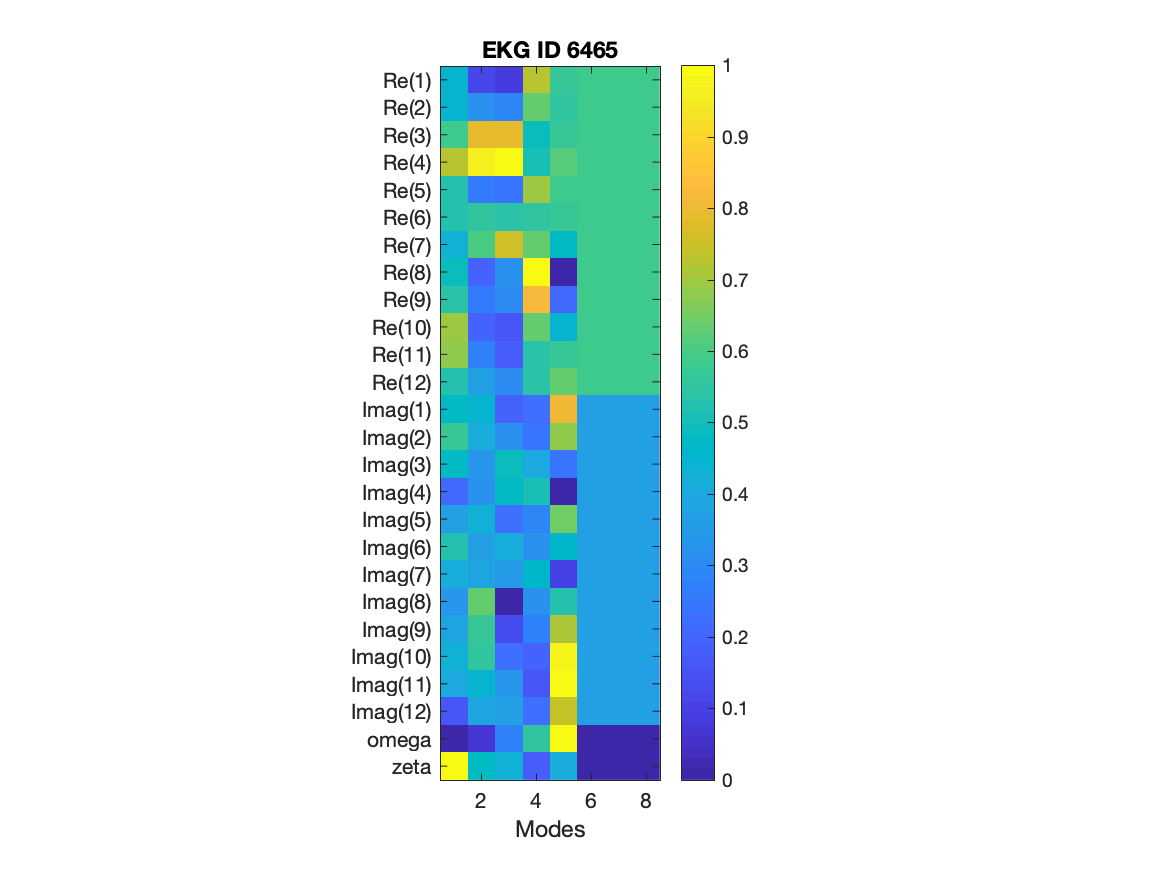 EKG ID 6465
Re(1)
Re(2)
Re(3)
Re(4)
Re(5)
Re(6)
Re(7)
Re(8)
Re(9)
Re(10)
Re(11)
Re(12)
Imag(1)
Imag(2)
Imag(3)
Imag(4)
Imag(5)
Imag(6)
Imag(7)
Imag(8)
Imag(9)
Imag(10)
Imag(11)
Imag(12)
omega
zeta
2 4 6 8
Modes
1
0.9
0.8
0.7
0.6
0.5
0.4
0.3
0.2
0.1
0